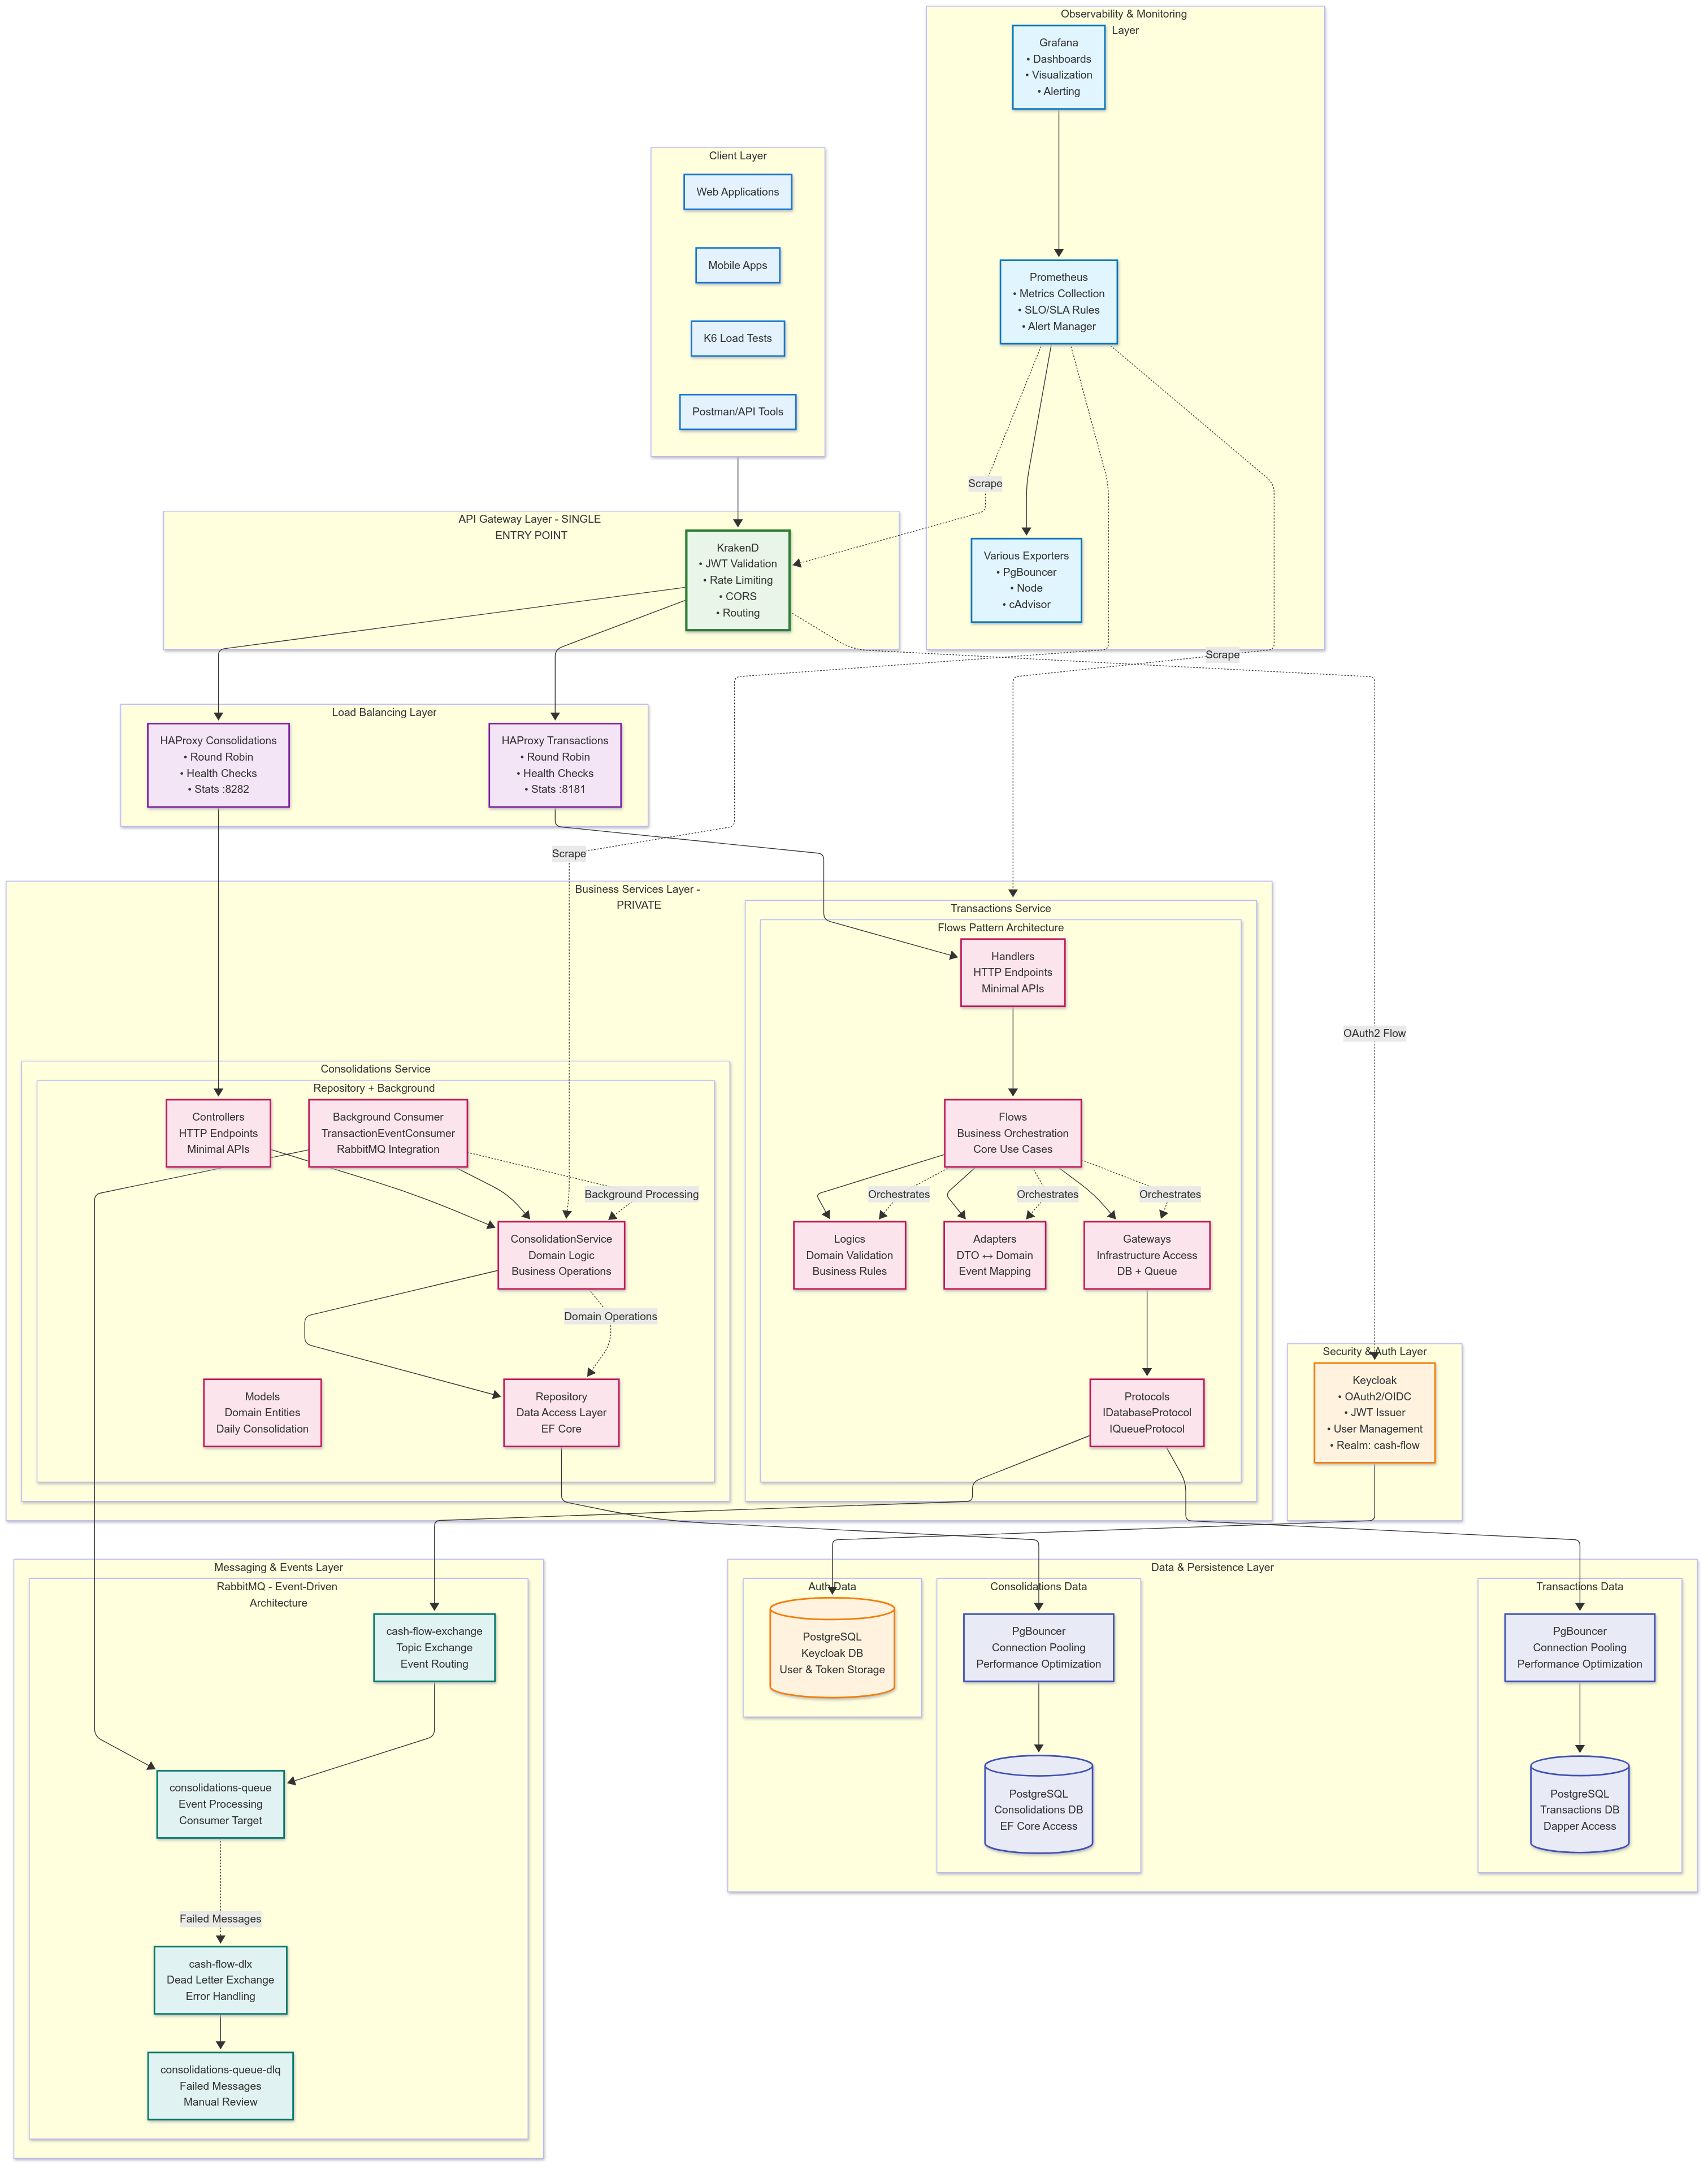 Observability & Monitoring
Layer
Grafana
• Dashboards
• Visualization
• Alerting
Client Layer
Web Applications
Mobile Apps
K6 Load Tests
Postman/API Tools
Prometheus
• Metrics Collection
• SLO/SLA Rules
• Alert Manager
Scrape
API Gateway Layer - SINGLE
ENTRY POINT
KrakenD
• JWT Validation
• Rate Limiting
• CORS
• Routing
Various Exporters
• PgBouncer
• Node
• cAdvisor
Scrape
Load Balancing Layer
HAProxy Consolidations
• Round Robin
• Health Checks
• Stats :8282
HAProxy Transactions
• Round Robin
• Health Checks
• Stats :8181
Scrape
Business Services Layer -
PRIVATE
Transactions Service
Flows Pattern Architecture
Handlers
HTTP Endpoints
Minimal APIs
OAuth2 Flow
Consolidations Service
Repository + Background
Controllers
HTTP Endpoints
Minimal APIs
Background Consumer
TransactionEventConsumer
RabbitMQ Integration
Flows
Business Orchestration
Core Use Cases
Background Processing
Orchestrates
Orchestrates
Orchestrates
ConsolidationService
Domain Logic
Business Operations
Logics
Domain Validation
Business Rules
Adapters
DTO ↔ Domain
Event Mapping
Gateways
Infrastructure Access
DB + Queue
Domain Operations
Models
Domain Entities
Daily Consolidation
Repository
Data Access Layer
EF Core
Protocols
IDatabaseProtocol
IQueueProtocol
Security & Auth Layer
Keycloak
• OAuth2/OIDC
• JWT Issuer
• User Management
• Realm: cash-flow
Messaging & Events Layer
RabbitMQ - Event-Driven
Architecture
cash-flow-exchange
Topic Exchange
Event Routing
consolidations-queue
Event Processing
Consumer Target
Failed Messages
cash-flow-dlx
Dead Letter Exchange
Error Handling
consolidations-queue-dlq
Failed Messages
Manual Review
Data & Persistence Layer
Auth Data
PostgreSQL
Keycloak DB
User & Token Storage
Consolidations Data
PgBouncer
Connection Pooling
Performance Optimization
PostgreSQL
Consolidations DB
EF Core Access
Transactions Data
PgBouncer
Connection Pooling
Performance Optimization
PostgreSQL
Transactions DB
Dapper Access